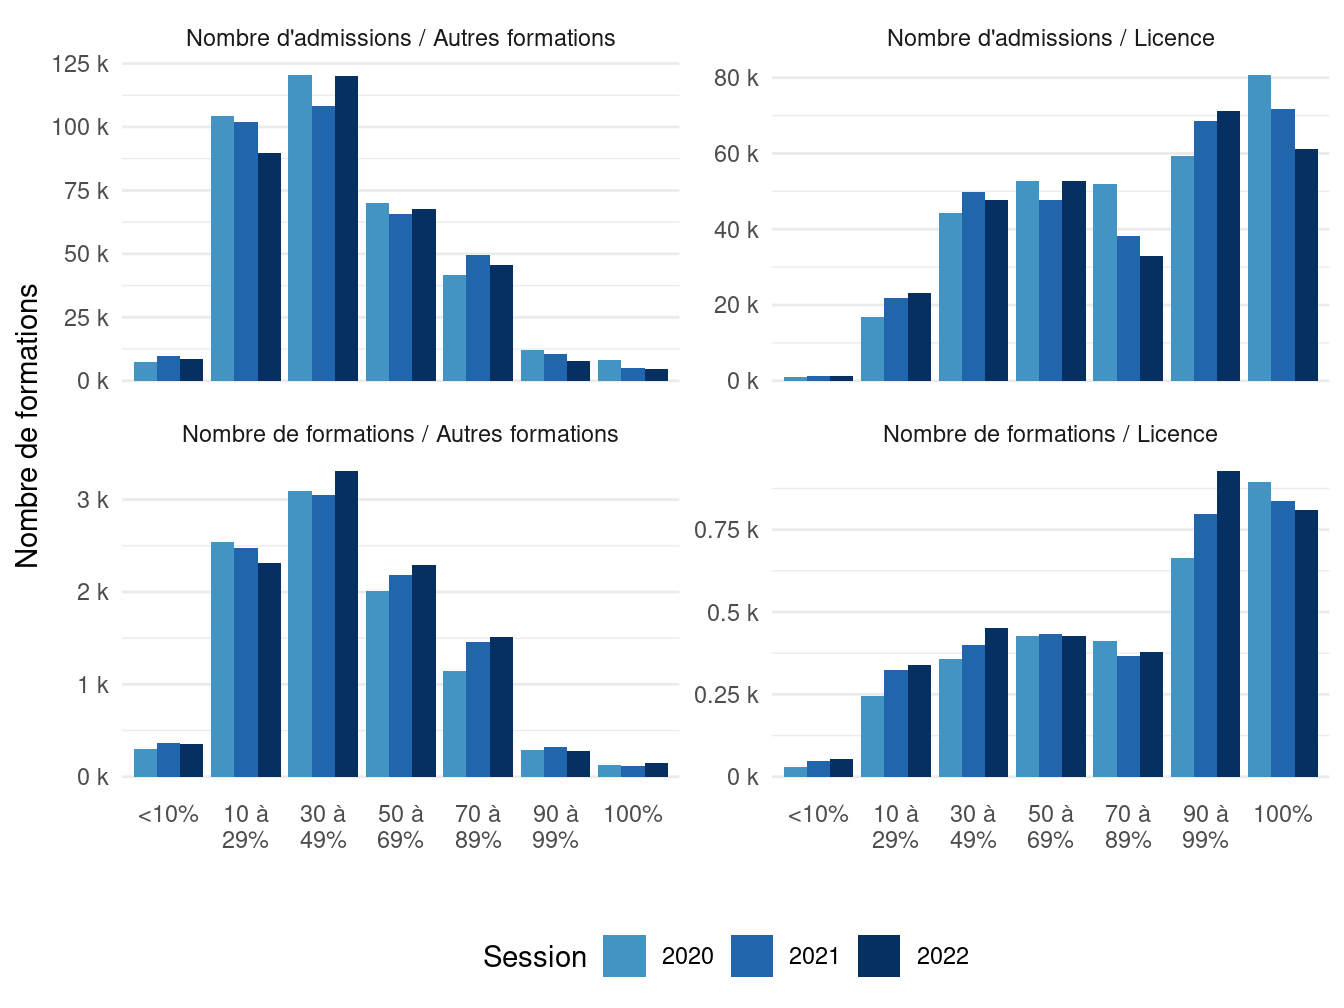 Nombre d'admissions / Autres formations
Nombre d'admissions / Licence
125 k
100 k
75 k
50 k
25 k
0 k
80 k
60 k
40 k
20 k
0 k
Nombre de formations
Nombre de formations / Autres formations
Nombre de formations / Licence
3 k
2 k
1 k
0 k
0.75 k
0.5 k
0.25 k
0 k
<10% 10 à 30 à 50 à 70 à 90 à 100%
29% 49% 69% 89% 99%
<10% 10 à 30 à 50 à 70 à 90 à 100%
29% 49% 69% 89% 99%
Session 2020 2021 2022